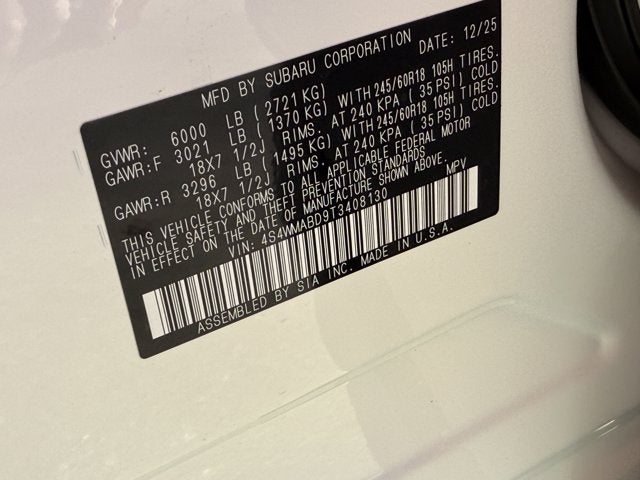 MFD BY SUBARU CORPORATION DATE: 12/25
GVWR: 6000 LB (2721 KG)
GAWR:F 3021 LB (1370 KG) WITH 245/60R18 105H TIRES.
18X7 1/2J RIMS. AT 240 KPA (35 PSI) COLD
GAWR:R 3296 LB (1495 KG) WITH 245/60R18 105H TIRES.
18X7 1/2J RIMS. AT 240 KPA (35 PSI) COLD
THIS VEHICLE CONFORMS TO ALL APPLICABLE FEDERAL MOTOR
VEHICLE SAFETY AND THEFT PREVENTION STANDARDS
IN EFFECT ON THE DATE OF MANUFACTURE SHOWN ABOVE.
VIN: 4S4WMABD9T3408130 MPV
ASSEMBLED BY SIA INC. MADE IN U.S.A.